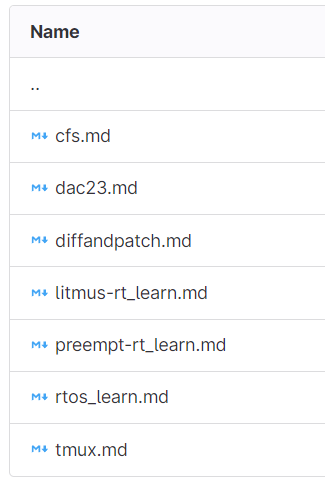 Name
..
cfs.md
dac23.md
diffandpatch.md
litmus-rt_learn.md
preempt-rt_learn.md
rtos_learn.md
tmux.md